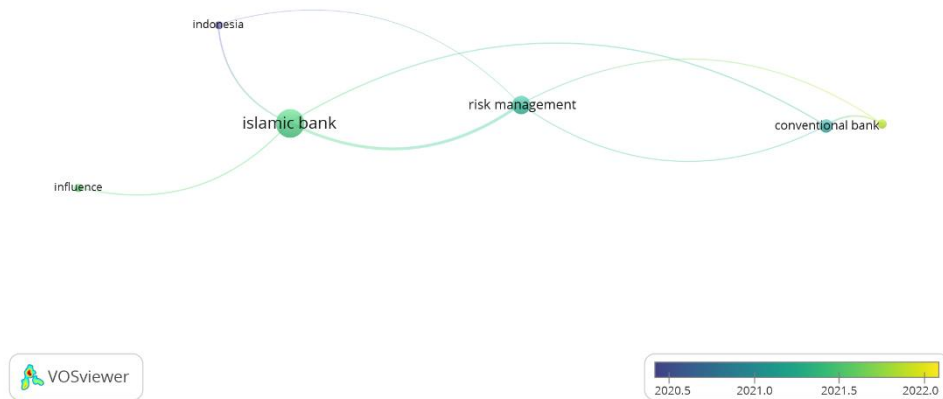 indonesia
islamic bank
risk management
conventional bank
influence
VOSviewer
2020.5 2021.0 2021.5 2022.0